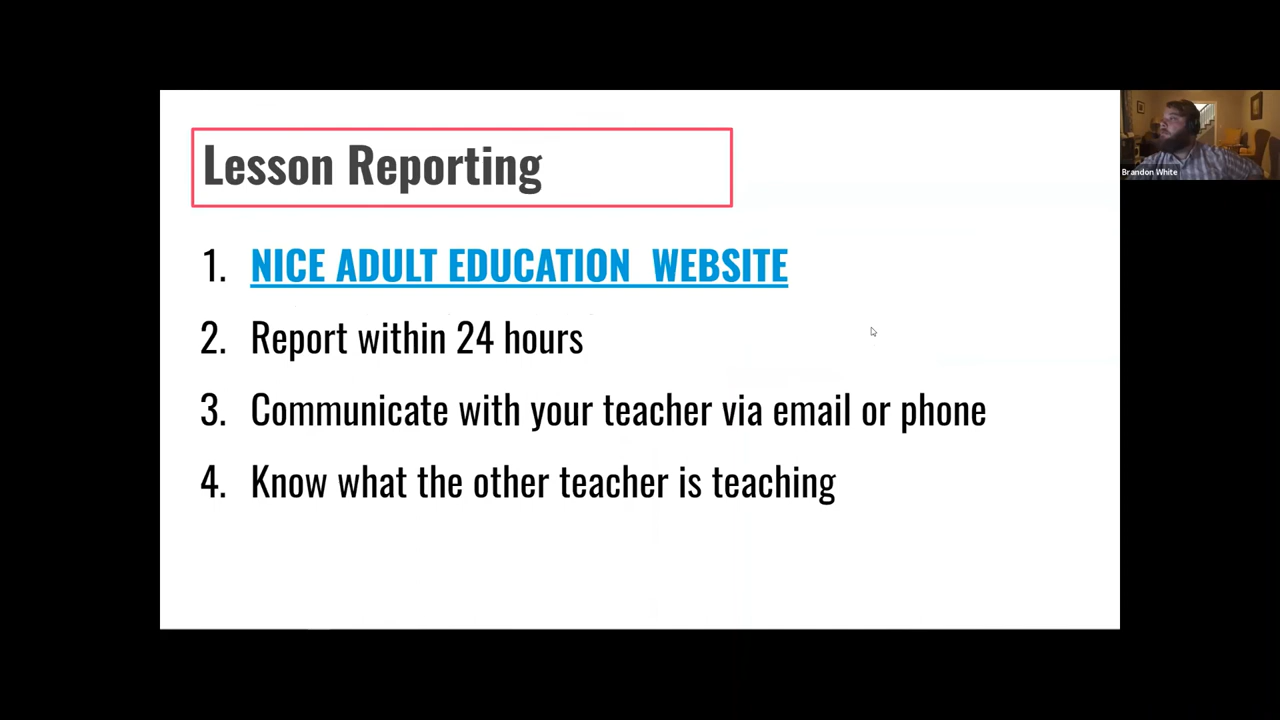 Lesson Reporting
1. NICE ADULT EDUCATION  WEBSITE
2. Report within 24 hours
3. Communicate with your teacher via email or phone
4. Know what the other teacher is teaching
Brandon White